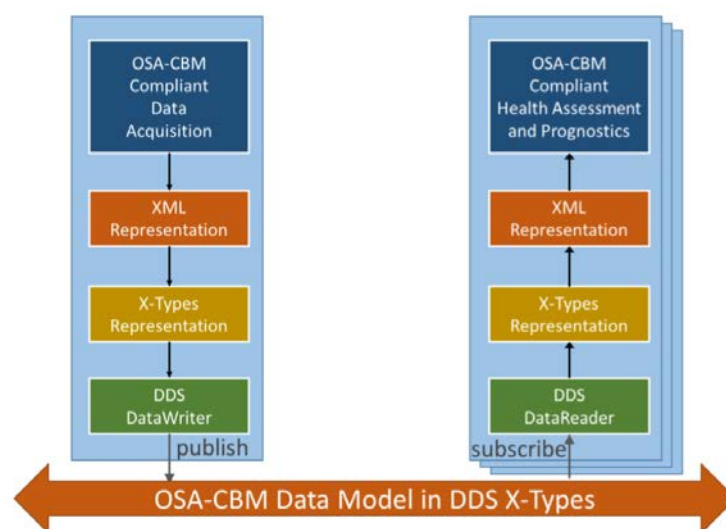 OSA-CBM
Compliant
Data
Acquisition
XML
Representation
X-Types
Representation
DDS
DataWriter
publish
OSA-CBM
Compliant
Health Assessment
and Prognostics
XML
Representation
X-Types
Representation
DDS
DataReader
subscribe
OSA-CBM Data Model in DDS X-Types